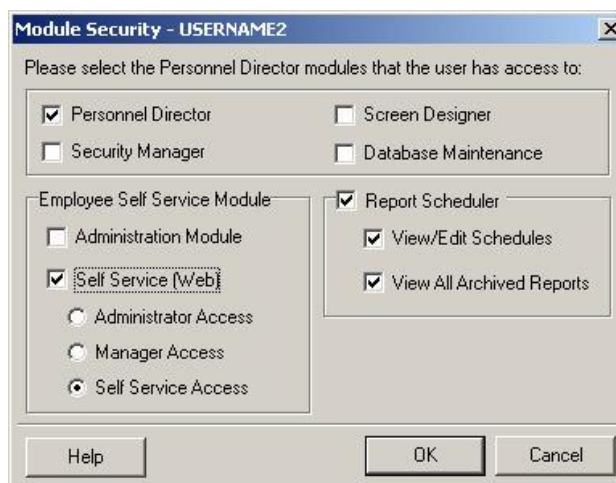 Module Security - USERNAME2
Please select the Personnel Director modules that the user has access to:
Personnel Director
Screen Designer
Security Manager
Database Maintenance
Employee Self Service Module
Administration Module
Self Service (Web)
Administrator Access
Manager Access
Self Service Access
Report Scheduler
View/Edit Schedules
View All Archived Reports
Help
OK
Cancel